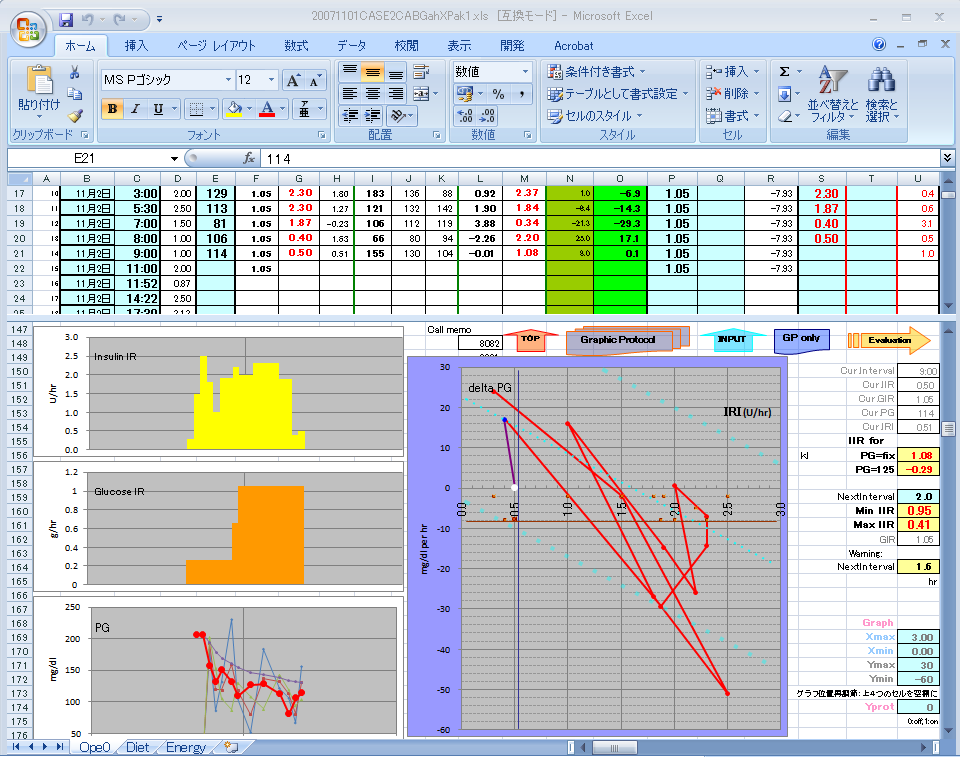 20071101CASE2CABGahXPak1.xls [互換モード] - Microsoft Excel
ホーム 挿入 ページ レイアウト 数式 データ 校閲 表示 開発 Acrobat
貼り付け
クリップボード
MS Pゴシック 12
B I U
フォント
配置
数値
%
数値
条件付き書式
テーブルとして書式設定
セルのスタイル
スタイル
挿入
削除
書式
セル
Σ
並べ替えと フィルタ
検索と 選択
編集
E21 fx 114
A B C D E F G H I J K L M N O P Q R S T U
17 10 11月2日 3:00 2.00 129 1.05 2.30 1.80 183 136 88 0.92 2.37 1.0 -6.9 1.05 -7.93 2.30 0.4
18 11 11月2日 5:30 2.50 113 1.05 2.30 1.27 121 132 142 1.90 1.84 -8.4 -14.3 1.05 -7.93 1.87 0.6
19 12 11月2日 7:00 1.50 81 1.05 1.87 -0.23 106 112 119 3.88 0.34 -21.3 -29.3 1.05 -7.93 0.40 3.1
20 13 11月2日 8:00 1.00 106 1.05 0.40 1.83 66 80 94 -2.26 2.20 25.0 17.1 1.05 -7.93 0.50 0.5
21 14 11月2日 9:00 1.00 114 1.05 0.50 0.51 155 130 104 -0.01 1.08 8.0 0.1 1.05 -7.93 1.0
22 15 11月2日 11:00 2.00 1.05 1.05 -7.93
23 16 11月2日 11:52 0.87
24 17 11月2日 14:22 2.50
147 Call memo
148 8082
TOP
Graphic Protocol
INPUT
GP only
Evaluation
149
150
151
152
153
154
155
156
157
158
159
160
161
162
163
164
165
166
167
168
169
170
171
172
173
174
175
176
Insulin IR
U/hr
3.0
2.5
2.0
1.5
1.0
0.5
0.0
Glucose IR
g/hr
1.2
1
0.8
0.6
0.4
0.2
0
PG
mg/dl
250
200
150
100
50
delta PG
IRI (U/hr)
mg/dl per hr
30
20
10
0
-10
-20
-30
-40
-50
-60
0.0 0.5 1.0 1.5 2.0 2.5 3.0
Cur.Interval 9:00
Cur.IIR 0.50
Cur.GIR 1.05
Cur.PG 114
Cur.IRI 0.51
IIR for
PG=fix 1.08
PG=125 -0.29
NextInterval 2.0
Min IIR 0.95
Max IIR 0.41
GIR 1.05
Warning:
NextInterval 1.6
hr
Graph
Xmax 3.00
Xmin 0.00
Ymax 30
Ymin -60
グラフ位置再調節：上4つのセルを空欄に
Yprot 0
0:off,1:on
Ope0 Diet Energy